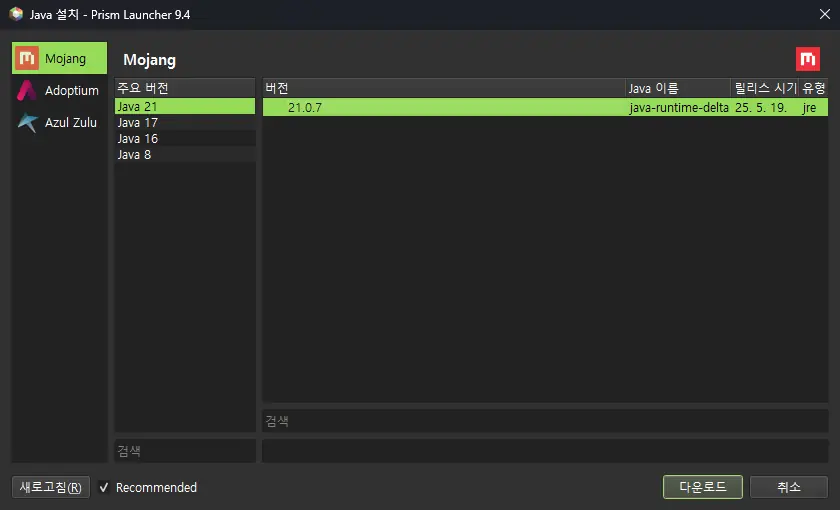 Java 설치 - Prism Launcher 9.4
Mojang
Adoptium
Azul Zulu
Mojang
주요 버전
Java 21
Java 17
Java 16
Java 8
검색
버전 Java 이름 릴리스 시기 유형
21.0.7 java-runtime-delta 25. 5. 19. jre
검색
새로고침(R)
Recommended
다운로드
취소